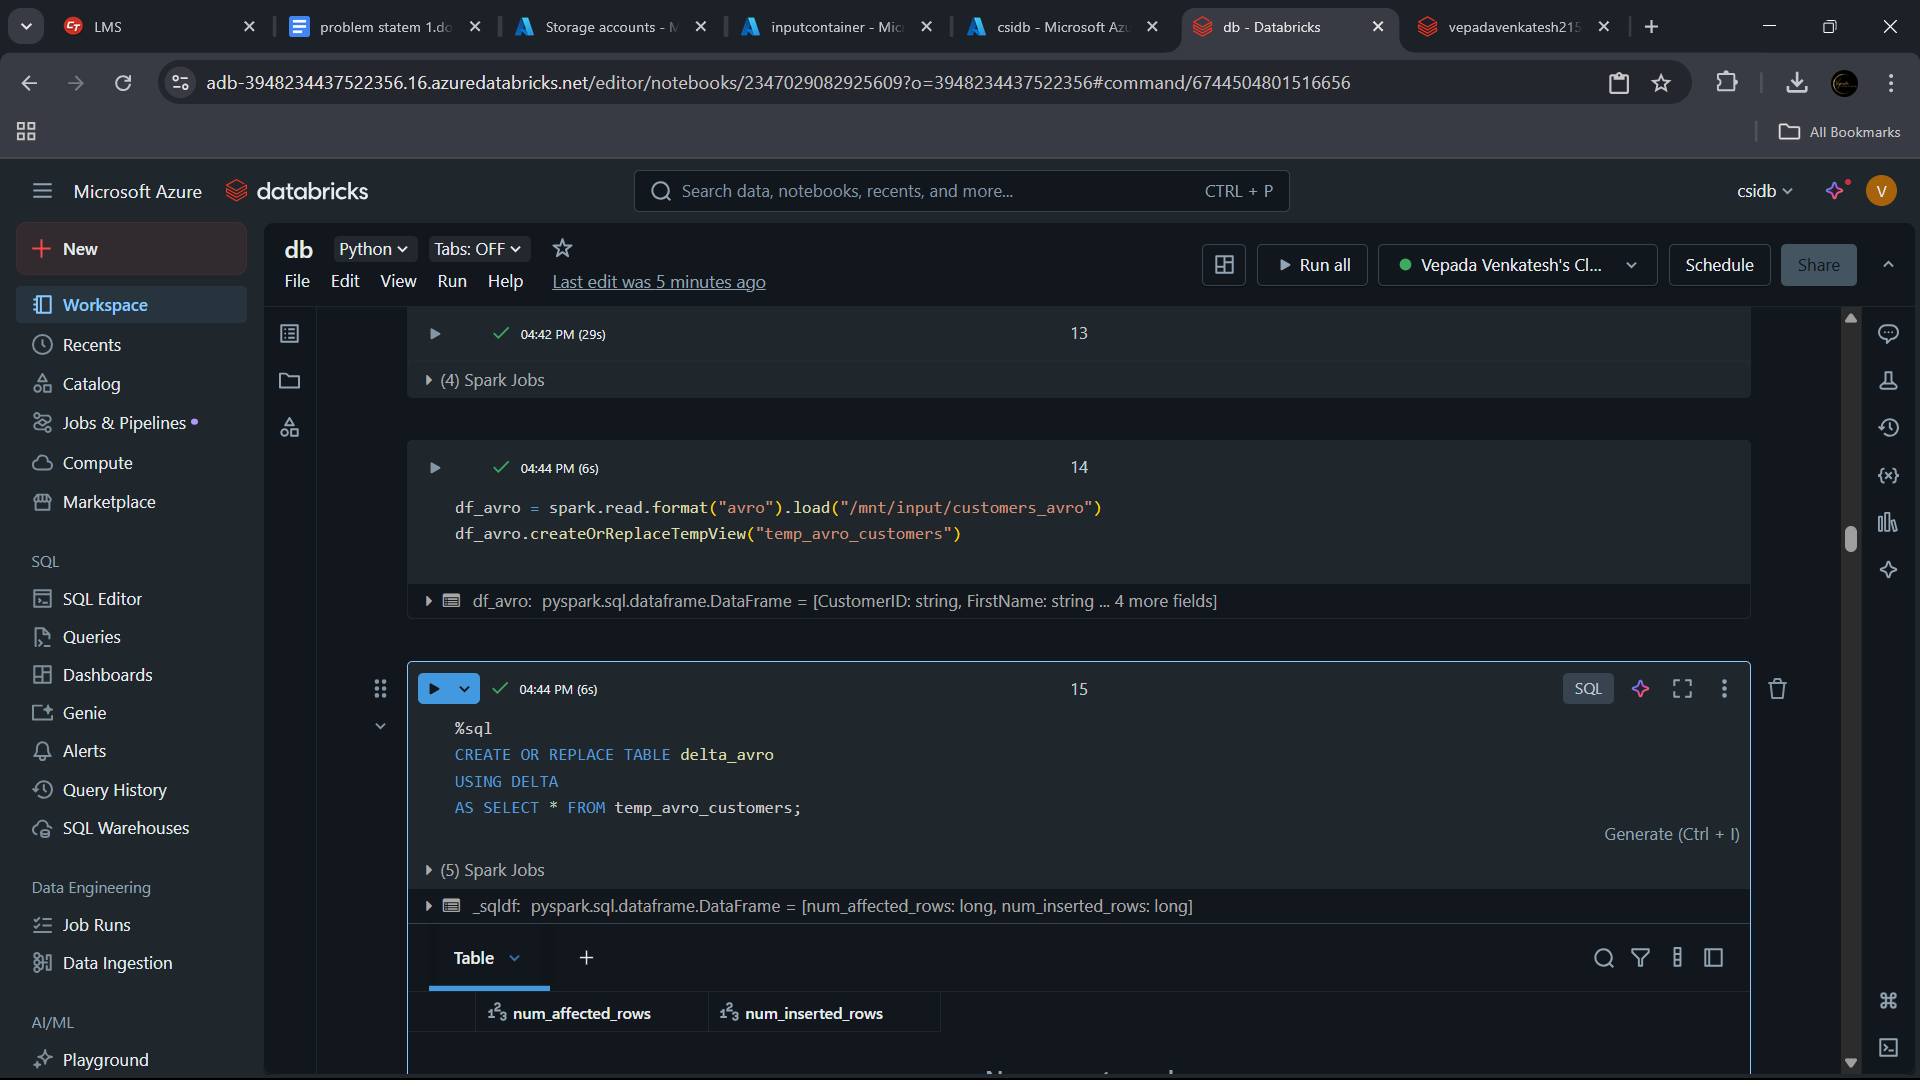 LMS
problem statem 1.do
Storage accounts - M
inputcontainer - Mic
csidb - Microsoft Azu
db - Databricks
vepadavenkatesh215
adb-3948234437522356.16.azuredatabricks.net/editor/notebooks/2347029082925609?o=3948234437522356#command/6744504801516656
All Bookmarks
Microsoft Azure
databricks
Search data, notebooks, recents, and more...
CTRL + P
csidb
V
New
Workspace
Recents
Catalog
Jobs & Pipelines
Compute
Marketplace
SQL
SQL Editor
Queries
Dashboards
Genie
Alerts
Query History
SQL Warehouses
Data Engineering
Job Runs
Data Ingestion
AI/ML
Playground
db
Python
Tabs: OFF
File
Edit
View
Run
Help
Last edit was 5 minutes ago
Run all
Vepada Venkatesh's Cl...
Schedule
Share
04:42 PM (29s)
13
(4) Spark Jobs
04:44 PM (6s)
14
df_avro = spark.read.format("avro").load("/mnt/input/customers_avro")
df_avro.createOrReplaceTempView("temp_avro_customers")
df_avro: pyspark.sql.dataframe.DataFrame = [CustomerID: string, FirstName: string ... 4 more fields]
04:44 PM (6s)
15
SQL
%sql
CREATE OR REPLACE TABLE delta_avro
USING DELTA
AS SELECT * FROM temp_avro_customers;
Generate (Ctrl + I)
(5) Spark Jobs
_sqldf: pyspark.sql.dataframe.DataFrame = [num_affected_rows: long, num_inserted_rows: long]
Table
num_affected_rows
num_inserted_rows